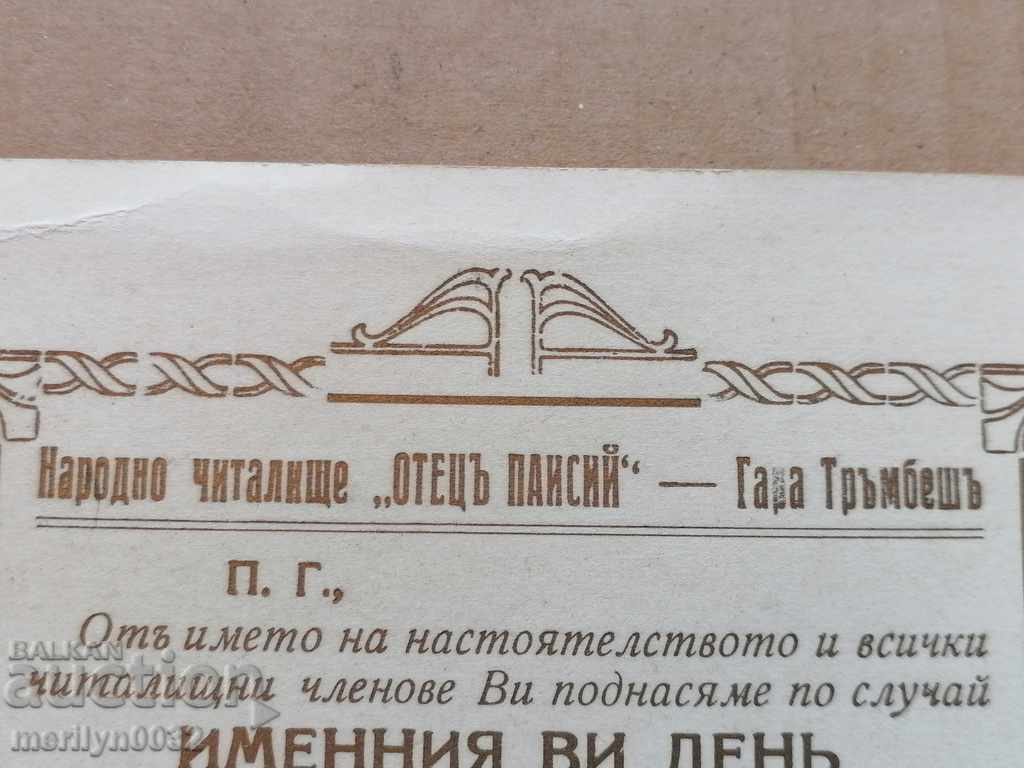 Народно читалище „ОТЕЦЪ ПАИСИЙ“ — Гара Тръмбешъ
П. Г.,
Отъ името на настоятелството и всички
читалищни членове Ви поднасяме по случай
ИМЕННИЯ ВИ ДЕНЬ
BALKAN
auction
merilyn0032